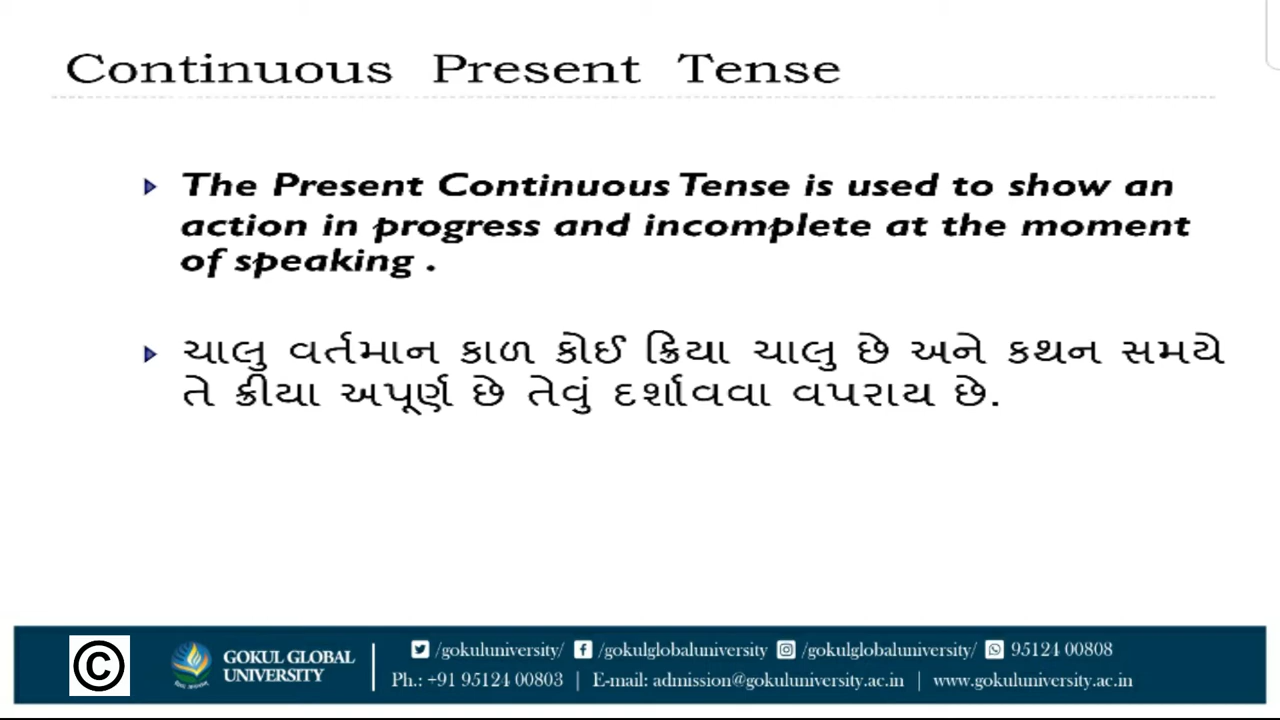 Continuous Present Tense
The Present Continuous Tense is used to show an
action in progress and incomplete at the moment
of speaking .
ચાલુ વર્તમાન કાળ કોઈ ક્રિયા ચાલુ છે અને કથન સમયે
તે ક્રીયા અપૂર્ણ છે તેવું દર્શાવવા વપરાય છે.
©
GOKUL GLOBAL
UNIVERSITY
/gokuluniversity/ /gokulglobaluniversity /gokulglobaluniversity/ 95124 00808
Ph.: +91 95124 00803 | E-mail: admission@gokuluniversity.ac.in | www.gokuluniversity.ac.in